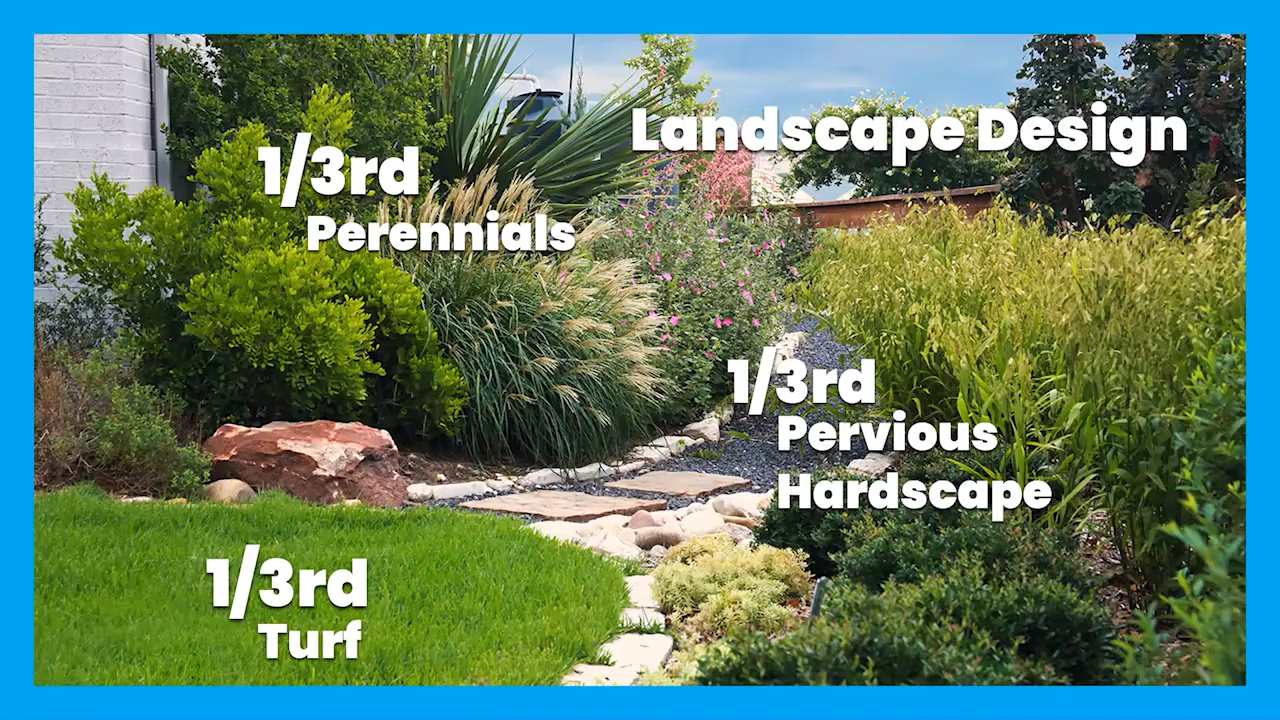 Landscape Design
1/3rd
Perennials
1/3rd
Pervious
Hardscape
1/3rd
Turf